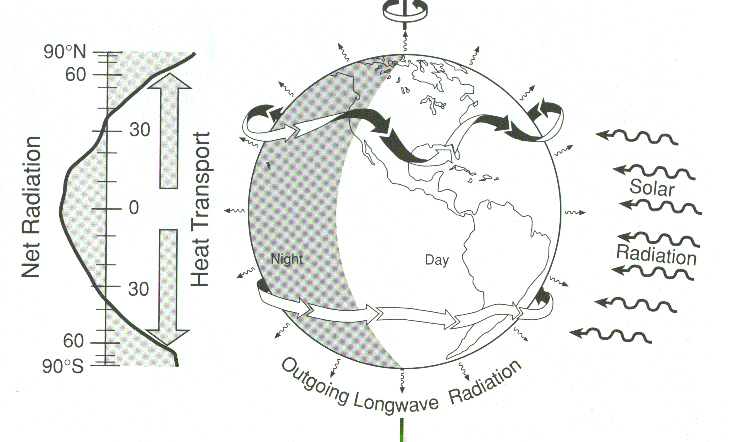 90°N
60
30
0
30
60
90°S
Net Radiation
Heat Transport
Night
Day
Solar
Radiation
Outgoing Longwave Radiation